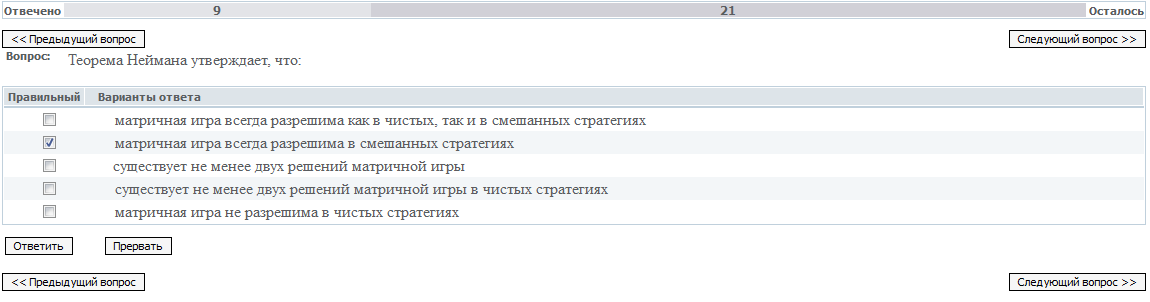 Отвечено 9 21 Осталось
<< Предыдущий вопрос Следующий вопрос >>
Вопрос: Теорема Неймана утверждает, что:
Правильный Варианты ответа
матричная игра всегда разрешима как в чистых, так и в смешанных стратегиях
матричная игра всегда разрешима в смешанных стратегиях
существует не менее двух решений матричной игры
существует не менее двух решений матричной игры в чистых стратегиях
матричная игра не разрешима в чистых стратегиях
Ответить Прервать
<< Предыдущий вопрос Следующий вопрос >>